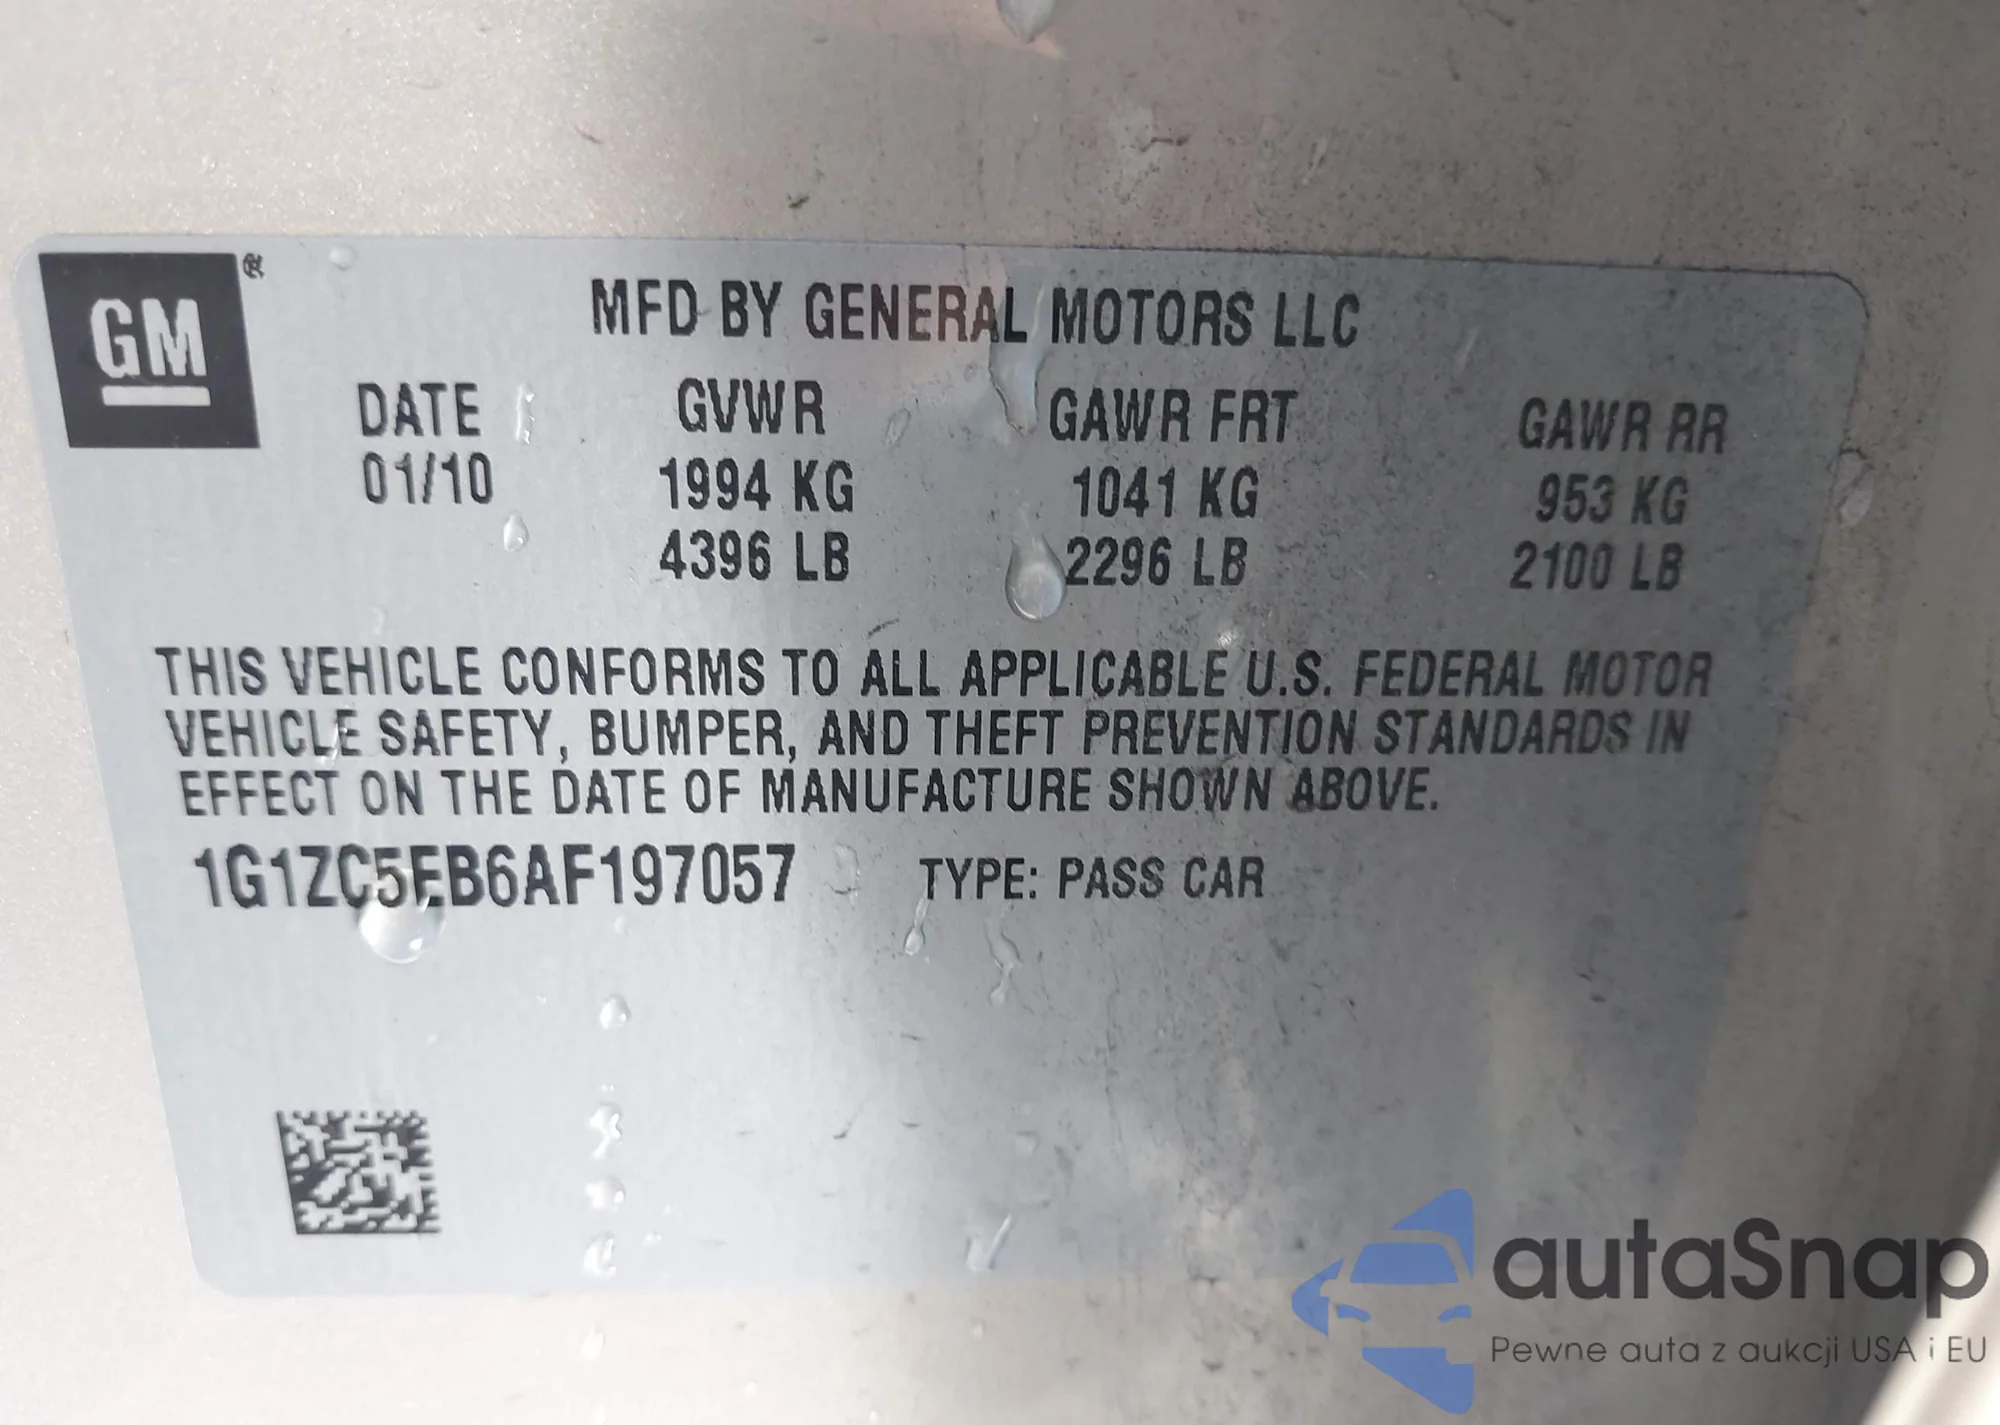 GM®
MFD BY GENERAL MOTORS LLC
DATE GVWR GAWR FRT GAWR RR
01/10 1994 KG 1041 KG 953 KG
4396 LB 2296 LB 2100 LB
THIS VEHICLE CONFORMS TO ALL APPLICABLE U.S. FEDERAL MOTOR
VEHICLE SAFETY, BUMPER, AND THEFT PREVENTION STANDARDS IN
EFFECT ON THE DATE OF MANUFACTURE SHOWN ABOVE.
1G1ZC5EB6AF197057 TYPE: PASS CAR
autaSnap
Pewne auta z aukcji USA i EU